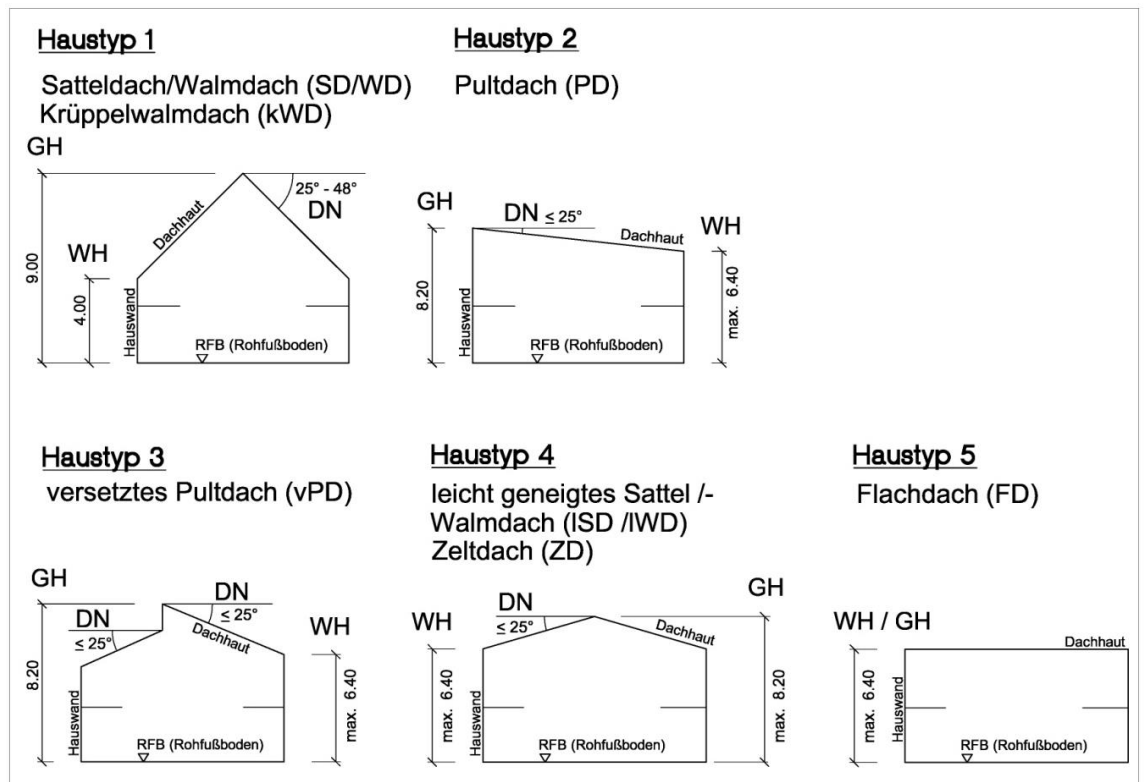 Haustyp 1
Satteldach/Walmdach (SD/WD)
Krüppelwalmdach (kWD)
GH
9.00
WH
4.00
Dachhaut
25° - 48°
DN
Hauswand
RFB (Rohfußboden)
Haustyp 2
Pultdach (PD)
GH
8.20
DN ≤ 25°
Dachhaut
WH
max. 6.40
Hauswand
RFB (Rohfußboden)
Haustyp 3
versetztes Pultdach (vPD)
GH
8.20
DN
≤ 25°
DN
≤ 25°
Dachhaut
WH
max. 6.40
Hauswand
RFB (Rohfußboden)
Haustyp 4
leicht geneigtes Sattel /-
Walmdach (lSD /lWD)
Zeltdach (ZD)
WH
max. 6.40
DN
≤ 25°
Dachhaut
GH
max. 8.20
Hauswand
RFB (Rohfußboden)
Haustyp 5
Flachdach (FD)
WH / GH
max. 6.40
Dachhaut
Hauswand
RFB (Rohfußboden)